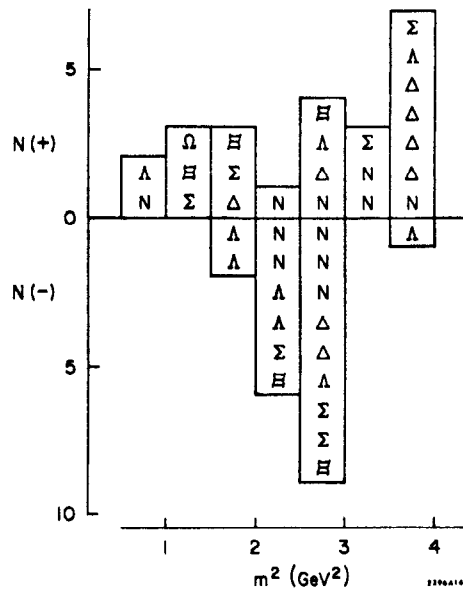 Σ
Λ
5
Δ
Ξ Δ
N(+) Ω Ξ Λ Σ Δ
Λ Ξ Σ Δ N Δ
N Σ Δ N N N N
0
Λ N N Λ
Λ N N
N(-) Λ N
Λ Δ
Σ Δ
5
Ξ Λ
Σ
Σ
Ξ
10
1 2 3 4
m² (GeV²)